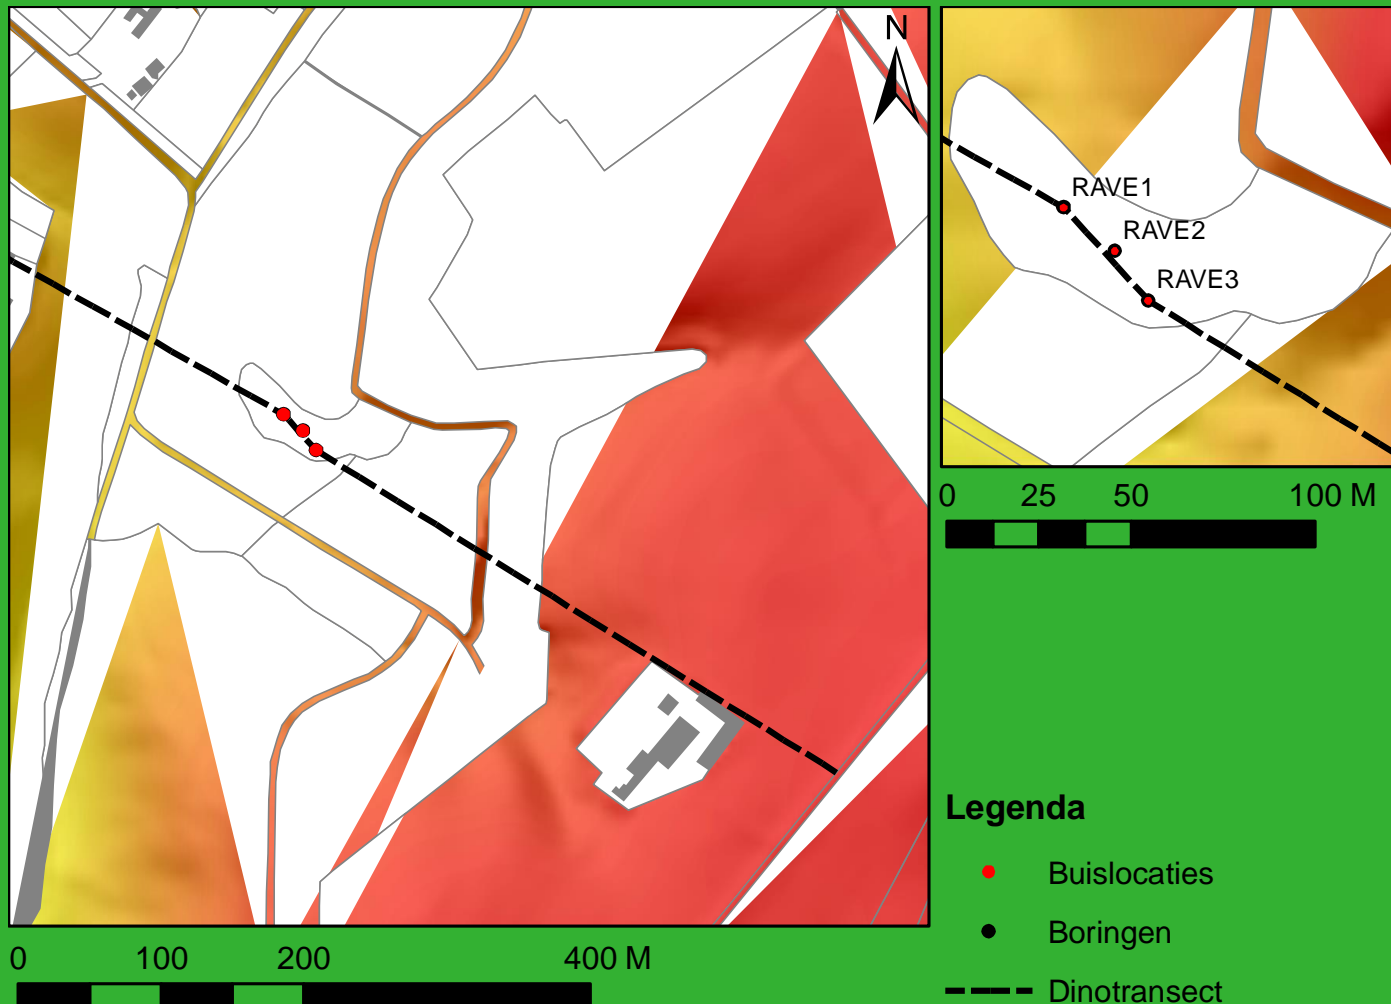 N
RAVE1
RAVE2
RAVE3
0 25 50 100 M
Legenda
Buislocaties
Boringen
Dinotransect
0 100 200 400 M